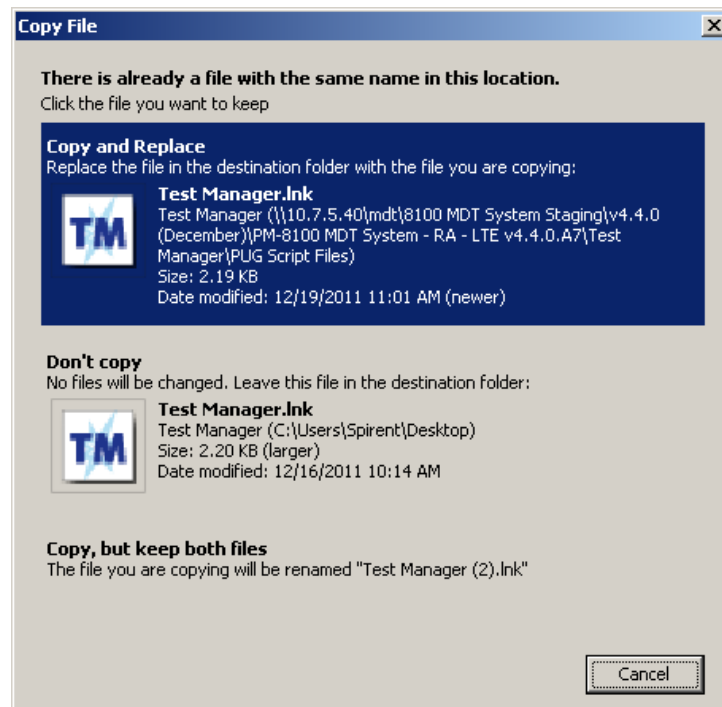 Copy File
There is already a file with the same name in this location.
Click the file you want to keep
Copy and Replace
Replace the file in the destination folder with the file you are copying:
TM
Test Manager.lnk
Test Manager (\\10.7.5.40\mdt\8100 MDT System Staging\v4.4.0
(December)\PM-8100 MDT System - RA - LTE v4.4.0.A7\Test
Manager\PUG Script Files)
Size: 2.19 KB
Date modified: 12/19/2011 11:01 AM (newer)
Don't copy
No files will be changed. Leave this file in the destination folder:
TM
Test Manager.lnk
Test Manager (C:\Users\Spirent\Desktop)
Size: 2.20 KB (larger)
Date modified: 12/16/2011 10:14 AM
Copy, but keep both files
The file you are copying will be renamed "Test Manager (2).lnk"
Cancel